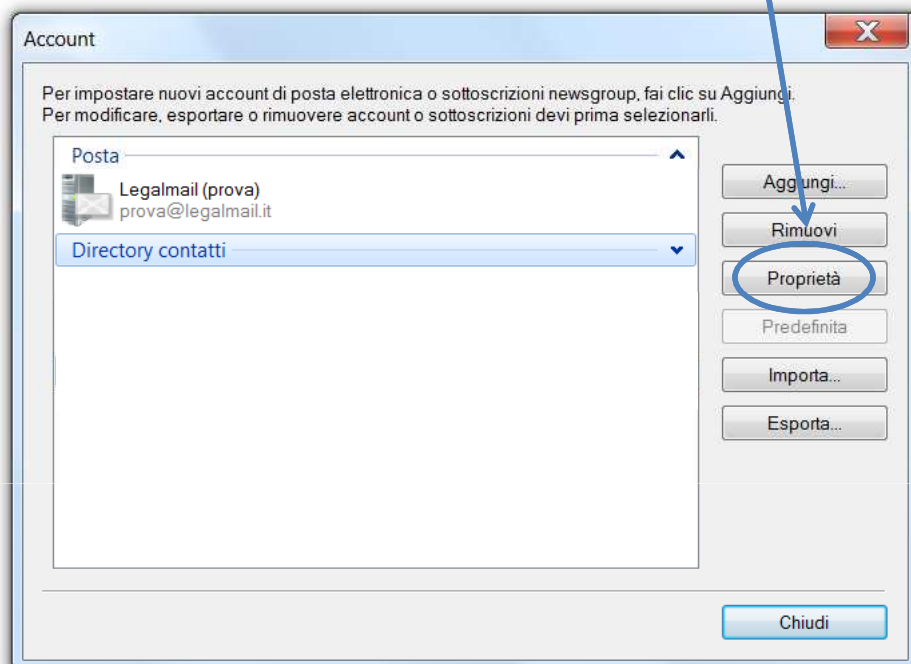 Account
Per impostare nuovi account di posta elettronica o sottoscrizioni newsgroup, fai clic su Aggiungi.
Per modificare, esportare o rimuovere account o sottoscrizioni devi prima selezionarli.
Posta
Legalmail (prova)
prova@legalmail.it
Directory contatti
Aggiungi...
Rimuovi
Proprietà
Predefinita
Importa...
Esporta...
Chiudi